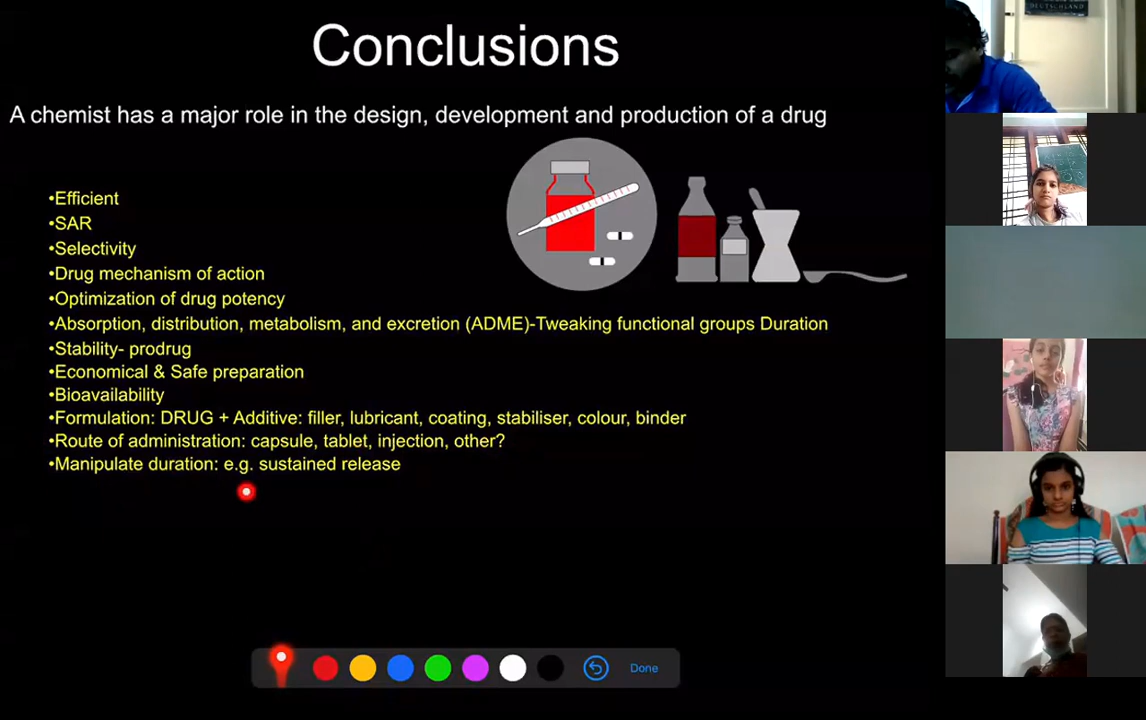 Conclusions
A chemist has a major role in the design, development and production of a drug
•Efficient
•SAR
•Selectivity
•Drug mechanism of action
•Optimization of drug potency
•Absorption, distribution, metabolism, and excretion (ADME)-Tweaking functional groups Duration
•Stability- prodrug
•Economical & Safe preparation
•Bioavailability
•Formulation: DRUG + Additive: filler, lubricant, coating, stabiliser, colour, binder
•Route of administration: capsule, tablet, injection, other?
•Manipulate duration: e.g. sustained release
Done
DEUTSCHLAND